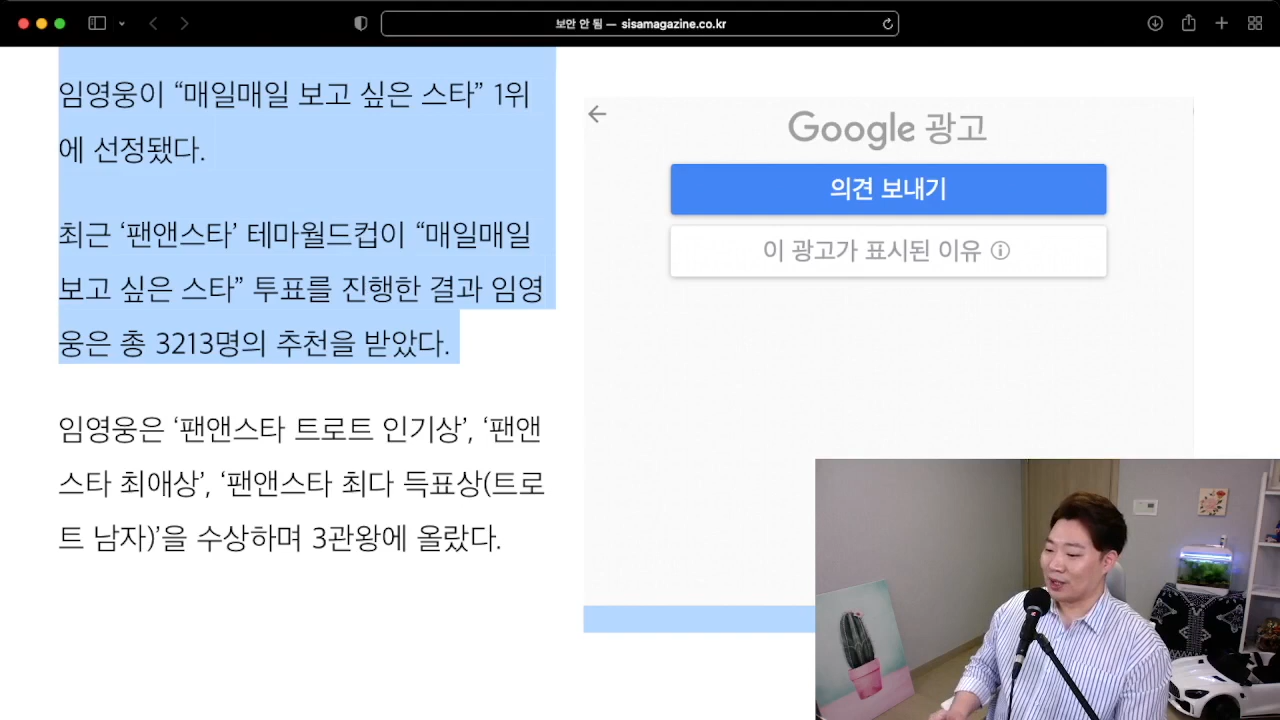 보안 안 됨 — sisamagazine.co.kr
임영웅이 “매일매일 보고 싶은 스타” 1위
에 선정됐다.
최근 ‘팬앤스타’ 테마월드컵이 “매일매일
보고 싶은 스타” 투표를 진행한 결과 임영
웅은 총 3213명의 추천을 받았다.
임영웅은 ‘팬앤스타 트로트 인기상’, ‘팬앤
스타 최애상’, ‘팬앤스타 최다 득표상(트로
트 남자)’을 수상하며 3관왕에 올랐다.
Google 광고
의견 보내기
이 광고가 표시된 이유